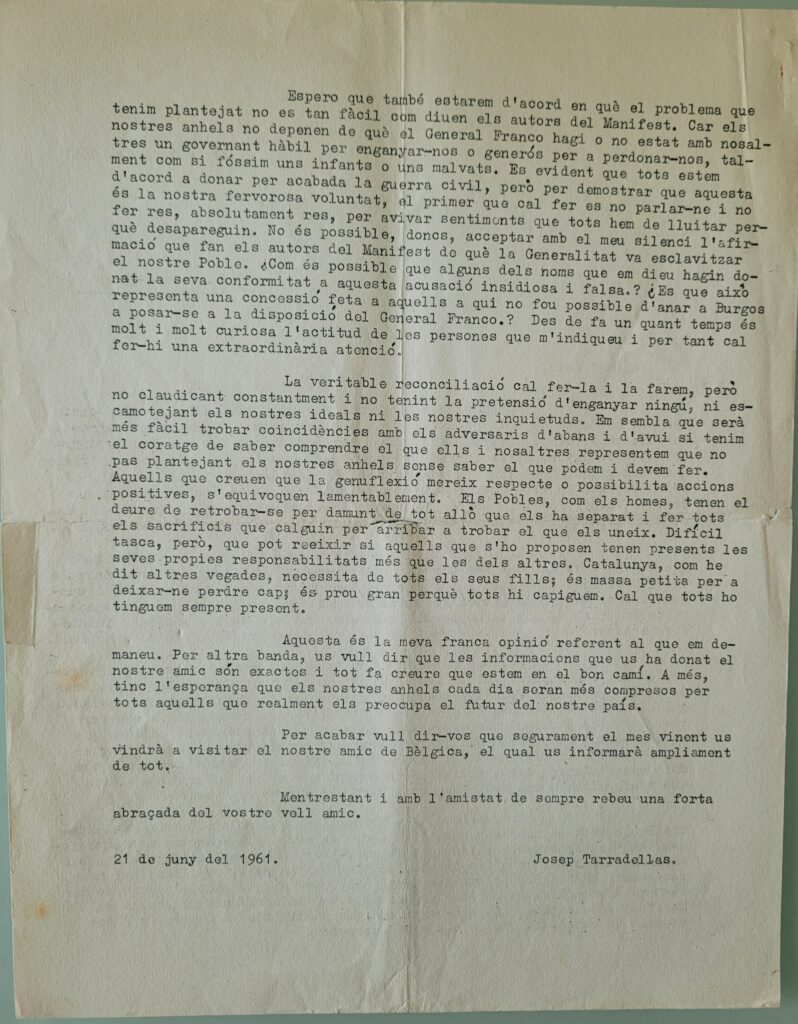 Espero que també estarem d'acord en què el problema que
tenim plantejat no es tan fàcil com diuen els autors del Manifest. Car els
nostres anhels no depenen de què el General Franco hagi o no estat amb nosal-
tres un governant hàbil per enganyar-nos o generós per a perdonar-nos, tal-
ment com si fóssim uns infants o uns malvats. Es evident que tots estem
d'acord a donar per acabada la guerra civil, però per demostrar que aquesta
és la nostra fervorosa voluntat, el primer que cal fer es no parlar-ne i no
fer res, absolutament res, per avivar sentiments que tots hem de lluitar per-
què desapareguin. No és possible, doncs, acceptar amb el meu silenci l'afir-
mació que fan els autors del Manifest de què la Generalitat va esclavitzar
el nostre Poble. ¿Com és possible que alguns dels noms que em dieu hagin do-
nat la seva conformitat a aquesta acusació insidiosa i falsa.? ¿Es que això
representa una concessió feta a aquells a qui no fou possible d'anar a Burgos
a posar-se a la disposició del General Franco.? Des de fa un quant temps és
molt i molt curiosa l'actitud de les persones que m'indiqueu i per tant cal
fer-hi una extraordinària atenció.
La veritable reconciliació cal fer-la i la farem, però
no claudicant constantment i no tenint la pretensió d'enganyar ningú, ni es-
camotejant els nostres ideals ni les nostres inquietuds. Em sembla que serà
més fàcil trobar coincidències amb els adversaris d'abans i d'avui si tenim
el coratge de saber comprendre el que ells i nosaltres representem que no
pas plantejant els nostres anhels sense saber el que podem i devem fer.
Aquells que creuen que la genuflexió mereix respecte o possibilita accions
positives, s'equivoquen lamentablement. Els Pobles, com els homes, tenen el
deure de retrobar-se per damunt de tot allò que els ha separat i fer tots
els sacrificis que calguin per arribar a trobar el que els uneix. Difícil
tasca, però, que pot reeixir si aquells que s'ho proposen tenen presents les
seves propies responsabilitats més que les dels altres. Catalunya, com he
dit altres vegades, necessita de tots els seus fills; és massa petita per a
deixar-ne perdre cap; és prou gran perquè tots hi capiguem. Cal que tots ho
tinguem sempre present.
Aquesta és la meva franca opinió referent al que em de-
maneu. Per altra banda, us vull dir que les informacions que us ha donat el
nostre amic són exactes i tot fa creure que estem en el bon camí. A més,
tinc l'esperança que els nostres anhels cada dia seran més compresos per
tots aquells que realment els preocupa el futur del nostre país.
Per acabar vull dir-vos que segurament el mes vinent us
vindrà a visitar el nostre amic de Bèlgica, el qual us informarà ampliament
de tot.
Mentrestant i amb l'amistat de sempre rebeu una forta
abraçada del vostre vell amic.
21 de juny del 1961. Josep Tarradellas.